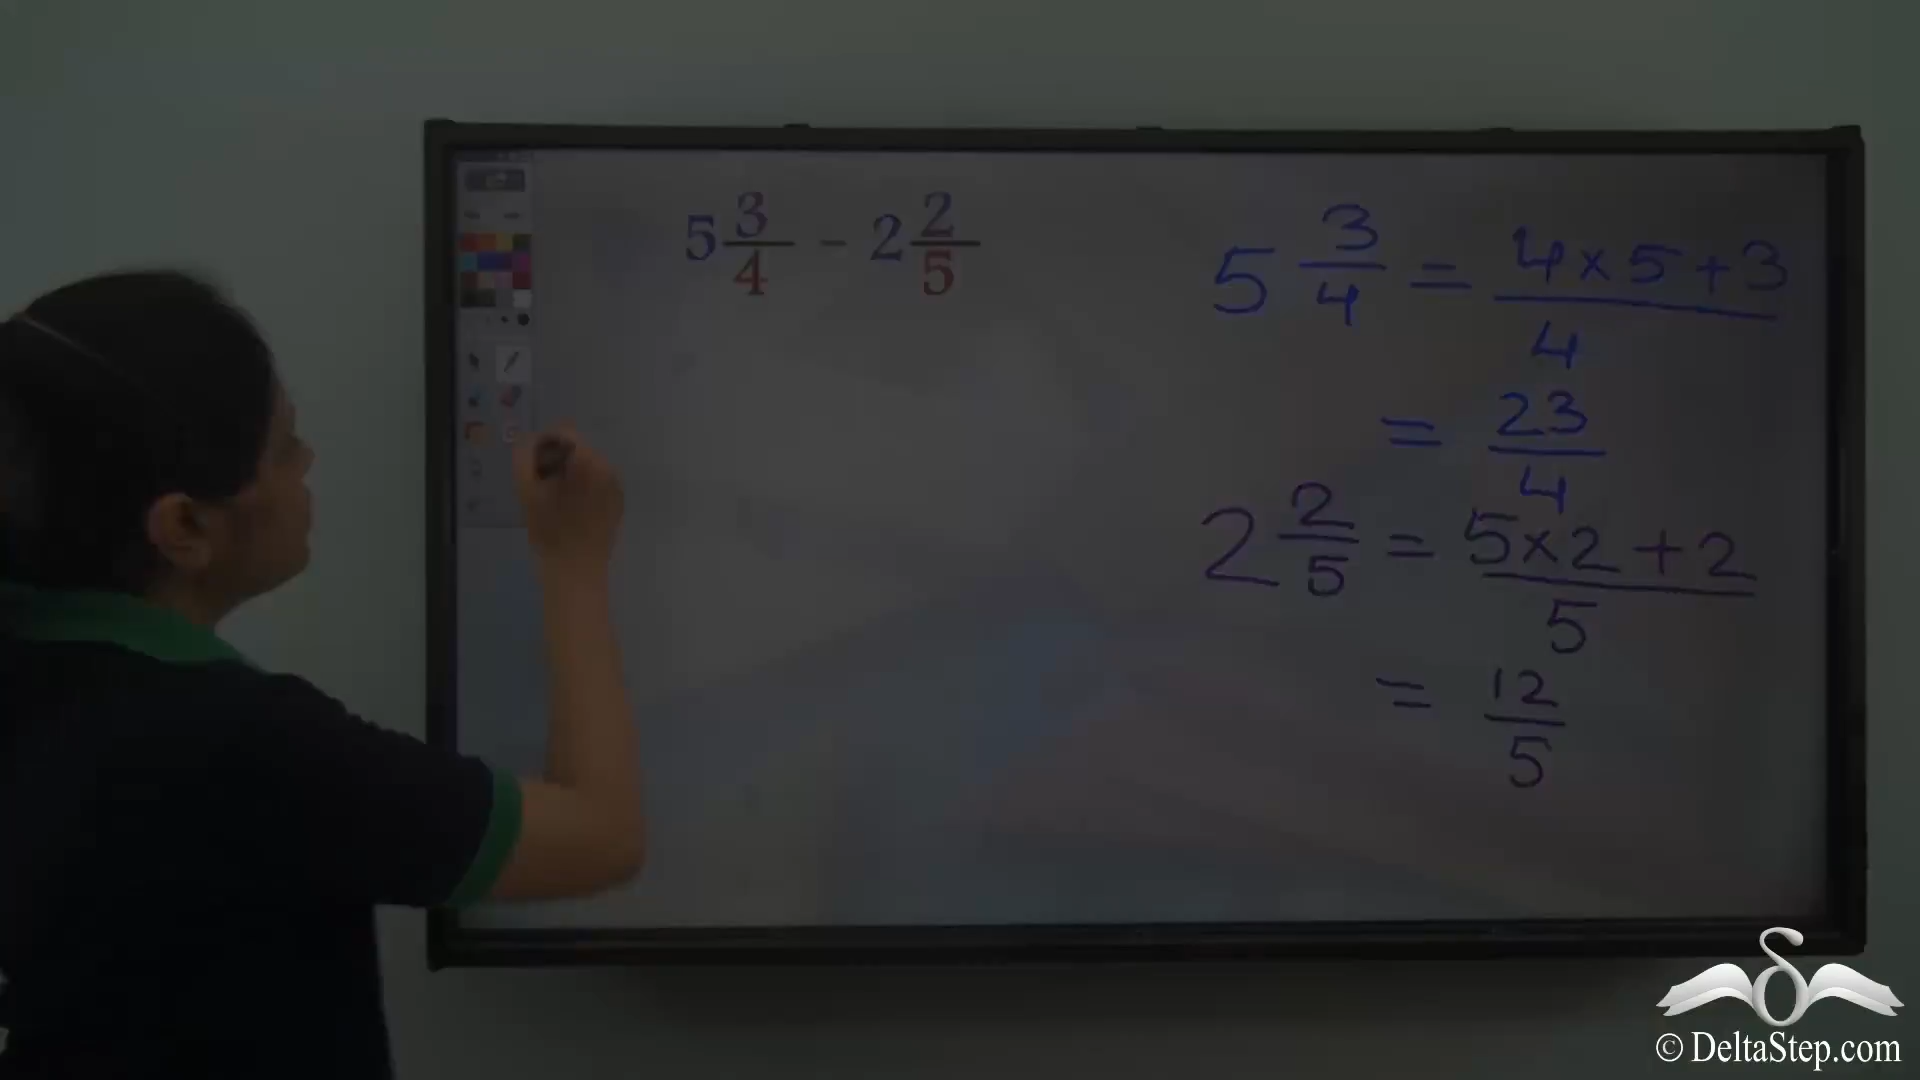 5 3/4 - 2 2/5
5 3/4 = 4 × 5 + 3 / 4
= 23/4
2 2/5 = 5 × 2 + 2 / 5
= 12/5
© DeltaStep.com